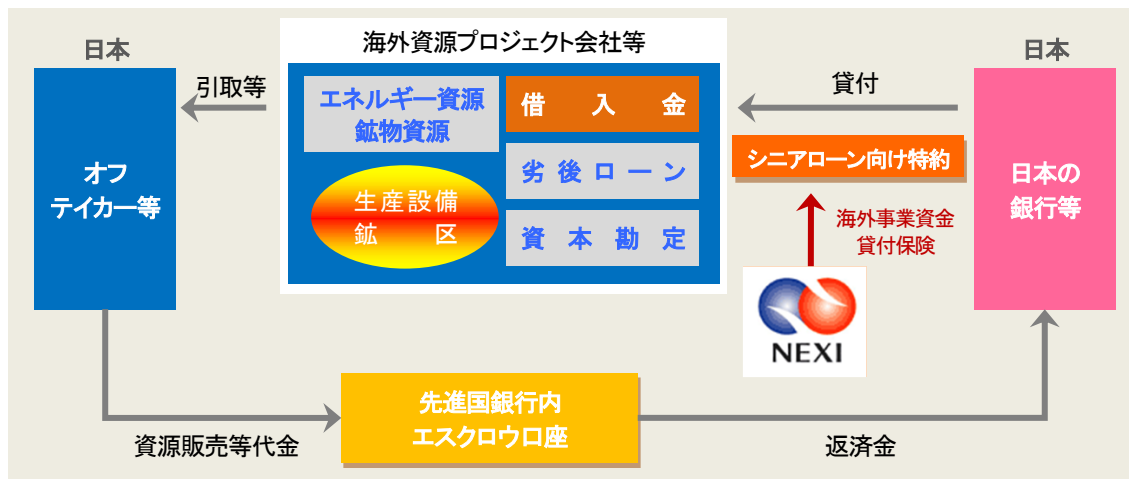 海外資源プロジェクト会社等
日本
日本
引取等
貸付
エネルギー資源
鉱物資源
借入金
シニアローン向け特約
オフ
テイカー等
劣後ローン
日本の
銀行等
生産設備
鉱区
資本勘定
海外事業資金
貸付保険
NEXI
先進国銀行内
エスクロウ口座
資源販売等代金
返済金